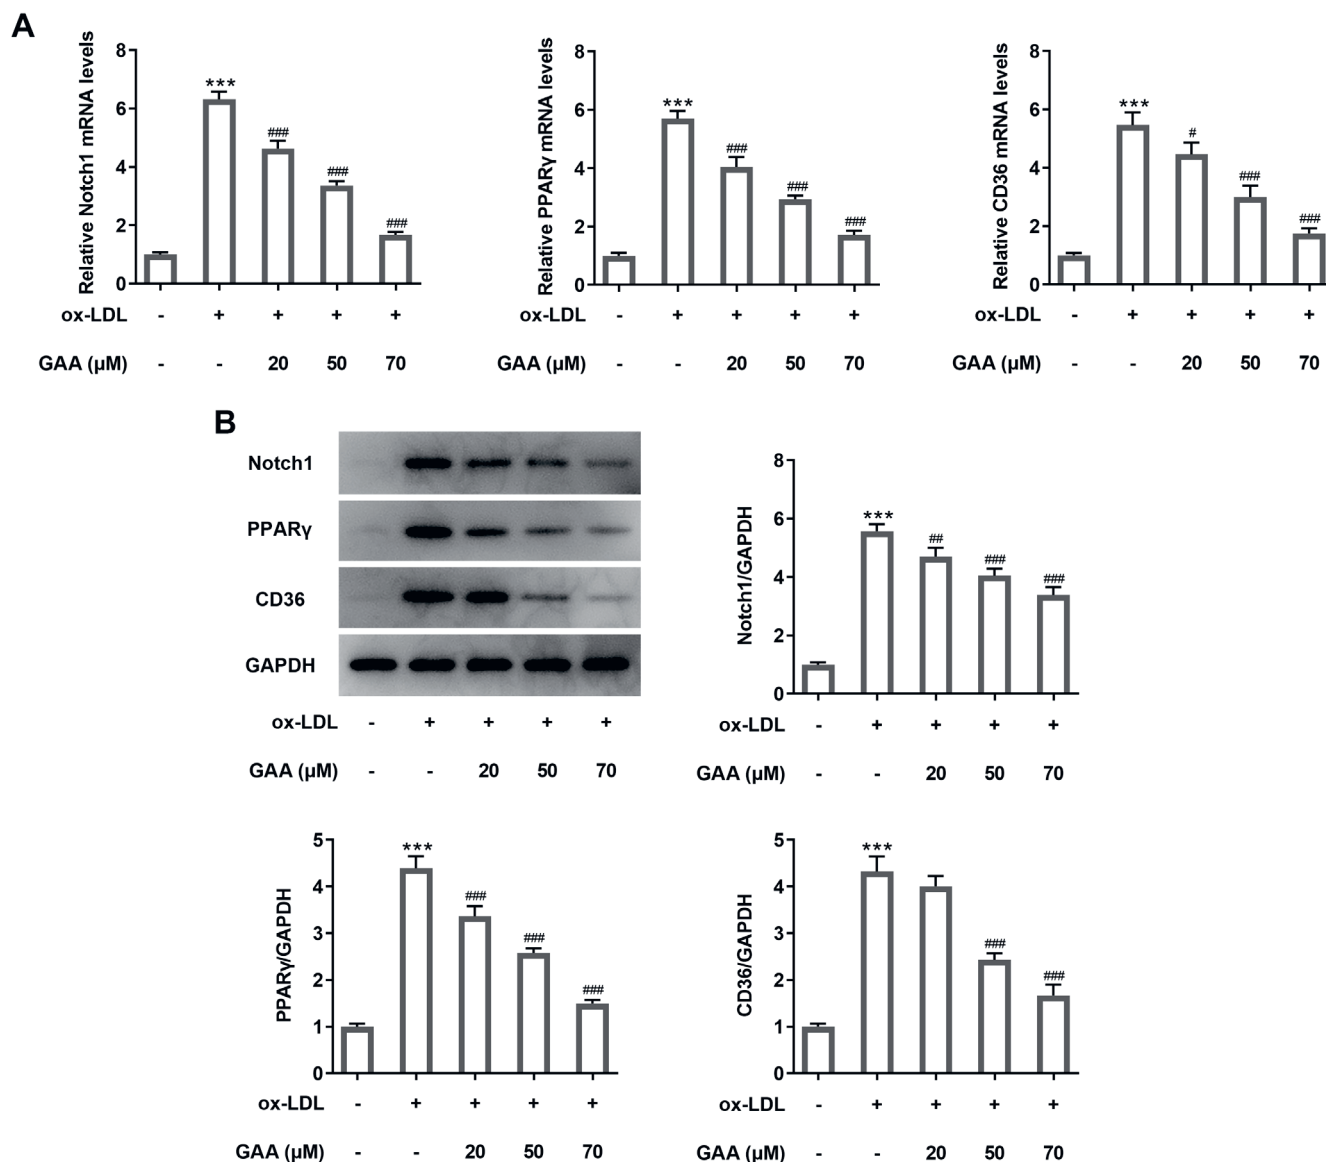 A
Relative Notch1 mRNA levels
8
6
4
2
0
***
###
###
###
ox-LDL - + + + +
GAA (μM) - - 20 50 70
Relative PPARγ mRNA levels
8
6
4
2
0
***
###
###
###
ox-LDL - + + + +
GAA (μM) - - 20 50 70
Relative CD36 mRNA levels
8
6
4
2
0
***
#
###
###
ox-LDL - + + + +
GAA (μM) - - 20 50 70
B
Notch1
PPARγ
CD36
GAPDH
ox-LDL - + + + +
GAA (μM) - - 20 50 70
Notch1/GAPDH
8
6
4
2
0
***
##
###
###
ox-LDL - + + + +
GAA (μM) - - 20 50 70
PPARγ/GAPDH
5
4
3
2
1
0
***
###
###
###
ox-LDL - + + + +
GAA (μM) - - 20 50 70
CD36/GAPDH
5
4
3
2
1
0
***
###
###
ox-LDL - + + + +
GAA (μM) - - 20 50 70